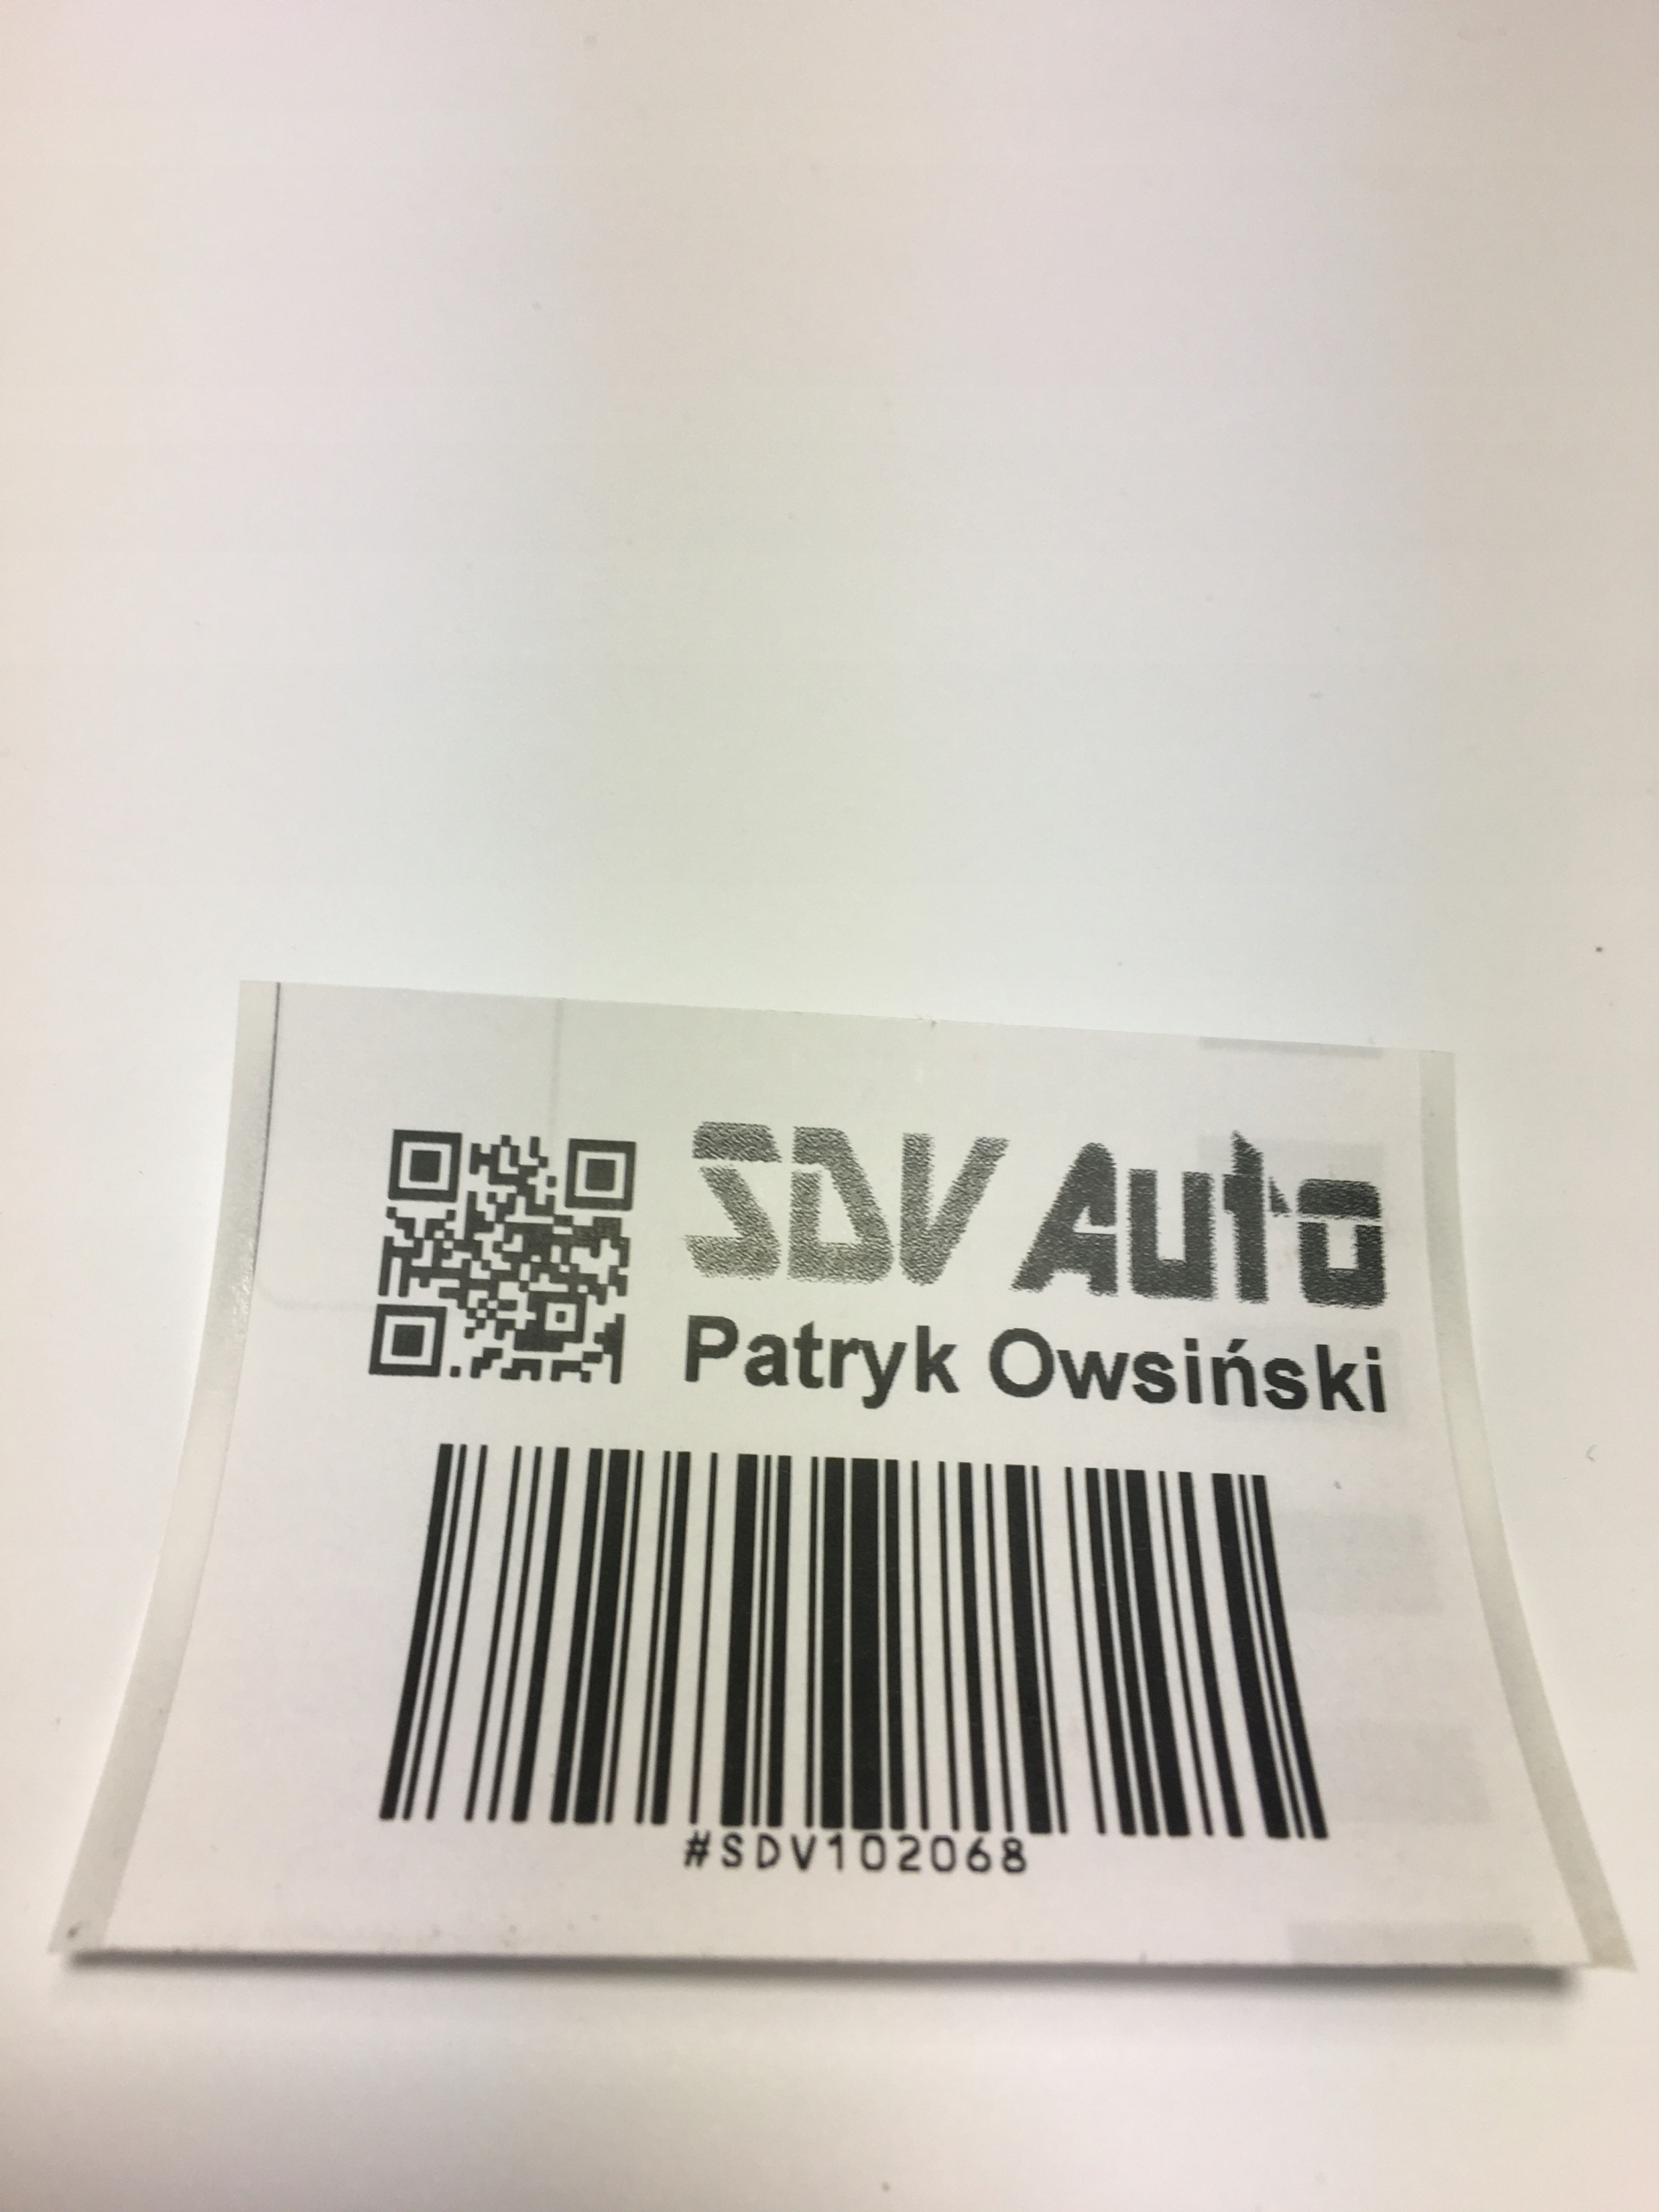 SDV Auto
Patryk Owsiński
#SDV102068